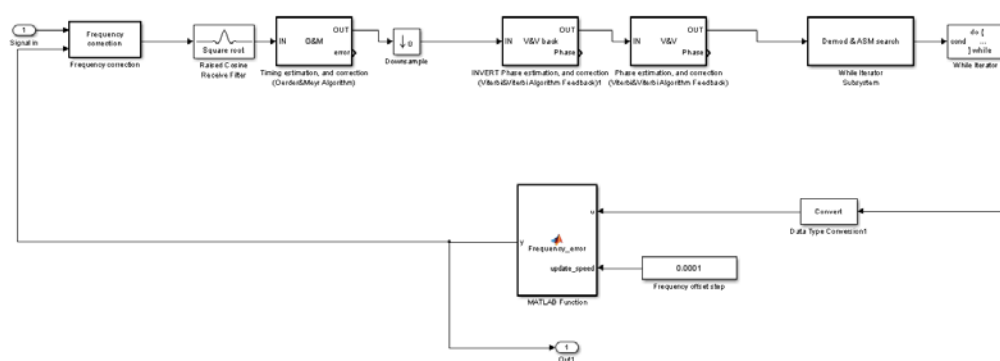 1
Signal in
Frequency
correction
Frequency correction
Square root
Raised Cosine
Receive Filter
IN
O&M
OUT
error
Timing estimation, and correction
(Oerder&Meyr Algorithm)
Downsample
IN
V&V back
OUT
Phase
INVERT Phase estimation, and correction
(Viterbi&Viterbi Algorithm Feedback)1
IN
V&V
OUT
Phase
Phase estimation, and correction
(Viterbi&Viterbi Algorithm Feedback)
Demod & ASM search
While Iterator
Subsystem
do {
cond ...
} while
While Iterator
y
u
Frequency_error
update_speed
MATLAB Function
Convert
Data Type Conversion1
0.0001
Frequency offset step
1
Out1